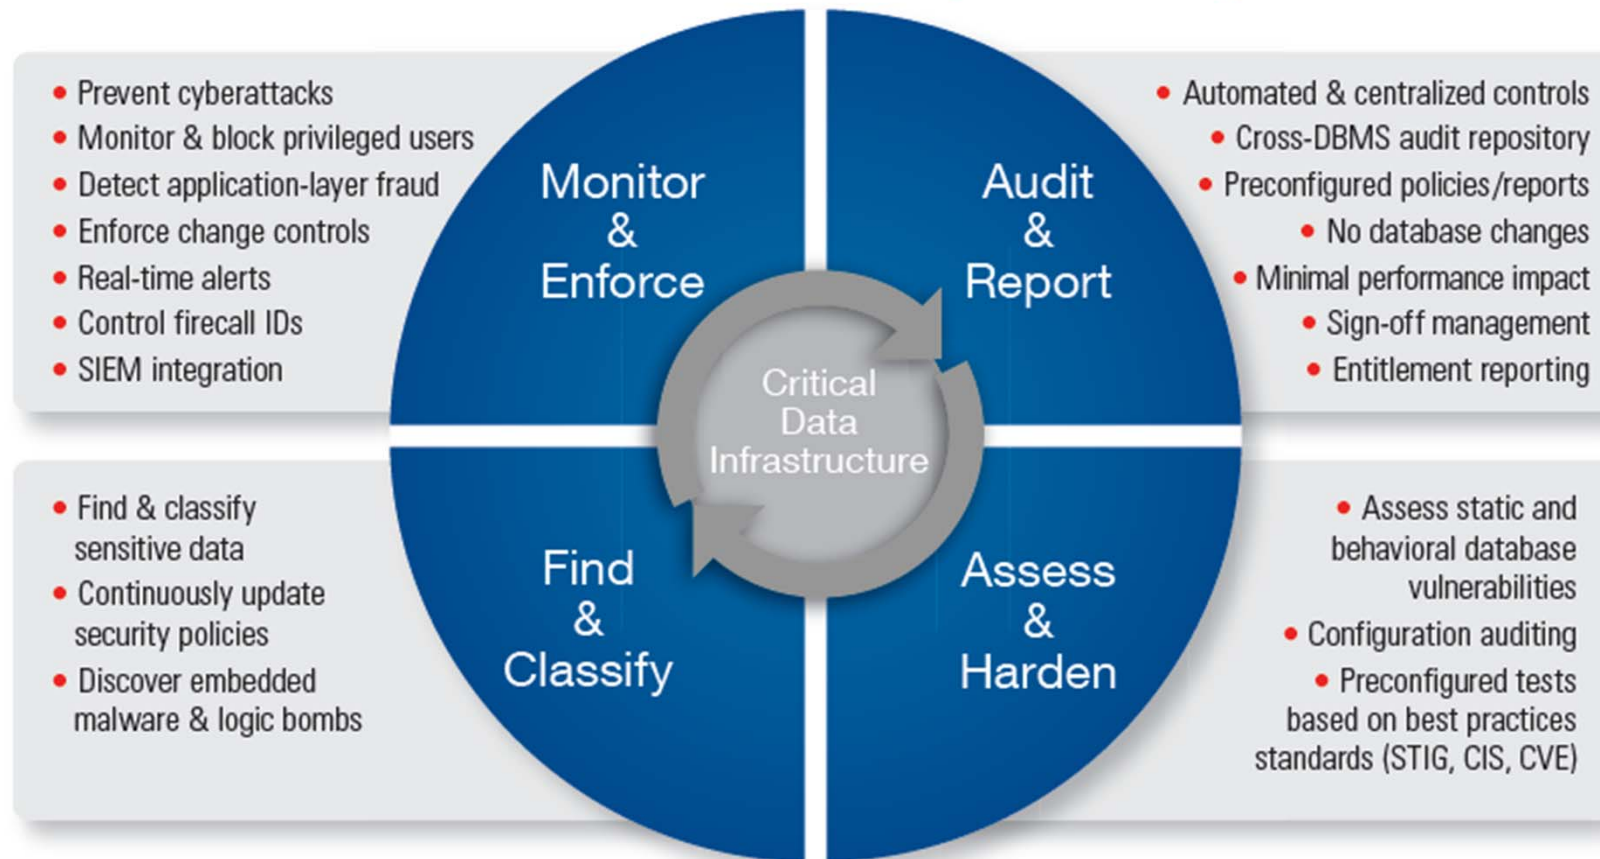 • Prevent cyberattacks
• Monitor & block privileged users
• Detect application-layer fraud
• Enforce change controls
• Real-time alerts
• Control firecall IDs
• SIEM integration
Monitor
&
Enforce
Audit
&
Report
• Automated & centralized controls
• Cross-DBMS audit repository
• Preconfigured policies/reports
• No database changes
• Minimal performance impact
• Sign-off management
• Entitlement reporting
Critical
Data
Infrastructure
• Find & classify
sensitive data
• Continuously update
security policies
• Discover embedded
malware & logic bombs
Find
&
Classify
Assess
&
Harden
• Assess static and
behavioral database
vulnerabilities
• Configuration auditing
• Preconfigured tests
based on best practices
standards (STIG, CIS, CVE)